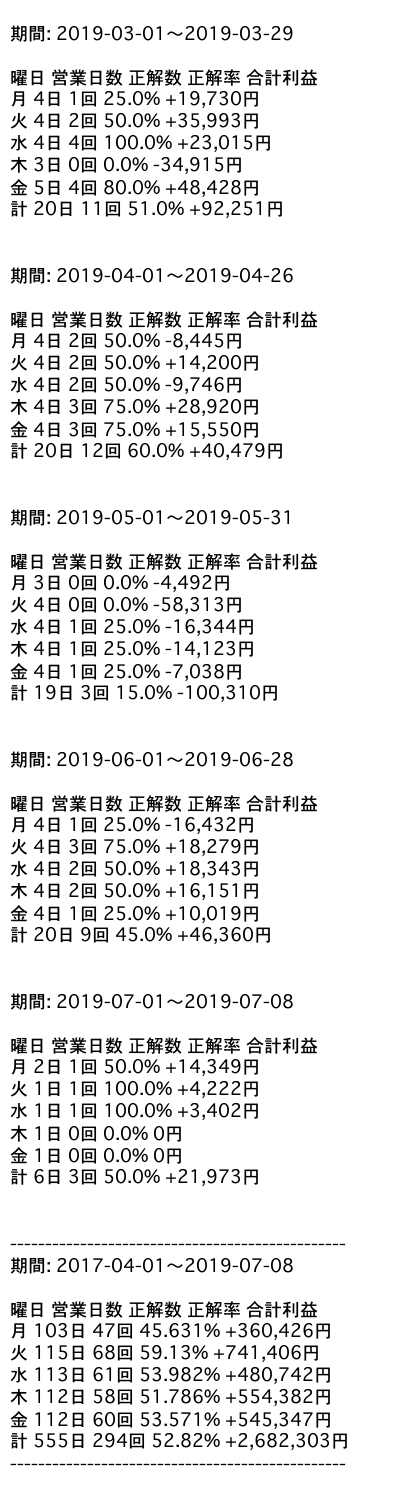 期間: 2019-03-01～2019-03-29
曜日 営業日数 正解数 正解率 合計利益
月 4日 1回 25.0% +19,730円
火 4日 2回 50.0% +35,993円
水 4日 4回 100.0% +23,015円
木 3日 0回 0.0% -34,915円
金 5日 4回 80.0% +48,428円
計 20日 11回 51.0% +92,251円
期間: 2019-04-01～2019-04-26
曜日 営業日数 正解数 正解率 合計利益
月 4日 2回 50.0% -8,445円
火 4日 2回 50.0% +14,200円
水 4日 2回 50.0% -9,746円
木 4日 3回 75.0% +28,920円
金 4日 3回 75.0% +15,550円
計 20日 12回 60.0% +40,479円
期間: 2019-05-01～2019-05-31
曜日 営業日数 正解数 正解率 合計利益
月 3日 0回 0.0% -4,492円
火 4日 0回 0.0% -58,313円
水 4日 1回 25.0% -16,344円
木 4日 1回 25.0% -14,123円
金 4日 1回 25.0% -7,038円
計 19日 3回 15.0% -100,310円
期間: 2019-06-01～2019-06-28
曜日 営業日数 正解数 正解率 合計利益
月 4日 1回 25.0% -16,432円
火 4日 3回 75.0% +18,279円
水 4日 2回 50.0% +18,343円
木 4日 2回 50.0% +16,151円
金 4日 1回 25.0% +10,019円
計 20日 9回 45.0% +46,360円
期間: 2019-07-01～2019-07-08
曜日 営業日数 正解数 正解率 合計利益
月 2日 1回 50.0% +14,349円
火 1日 1回 100.0% +4,222円
水 1日 1回 100.0% +3,402円
木 1日 0回 0.0% 0円
金 1日 0回 0.0% 0円
計 6日 3回 50.0% +21,973円
------------------------------------------------
期間: 2017-04-01～2019-07-08
曜日 営業日数 正解数 正解率 合計利益
月 103日 47回 45.631% +360,426円
火 115日 68回 59.13% +741,406円
水 113日 61回 53.982% +480,742円
木 112日 58回 51.786% +554,382円
金 112日 60回 53.571% +545,347円
計 555日 294回 52.82% +2,682,303円
------------------------------------------------